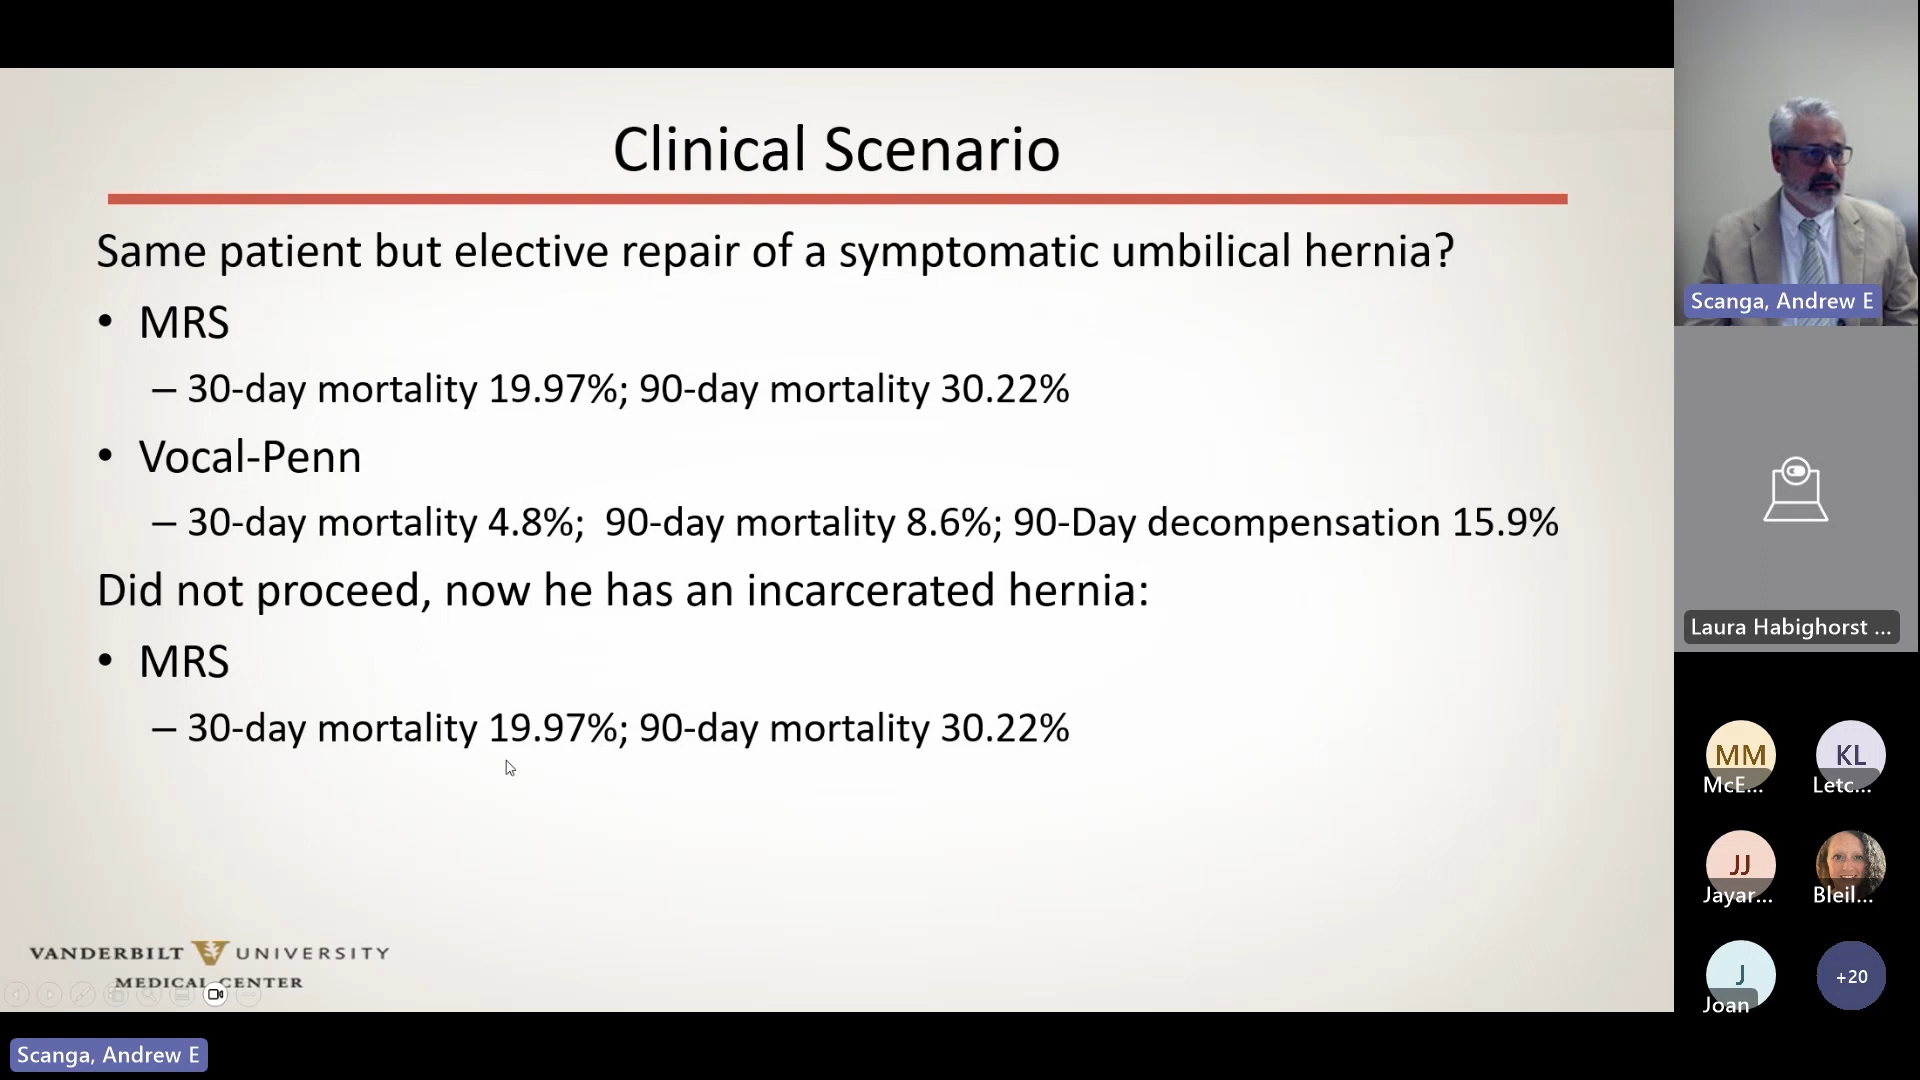 Clinical Scenario
Same patient but elective repair of a symptomatic umbilical hernia?
• MRS
– 30-day mortality 19.97%; 90-day mortality 30.22%
• Vocal-Penn
– 30-day mortality 4.8%; 90-day mortality 8.6%; 90-Day decompensation 15.9%
Did not proceed, now he has an incarcerated hernia:
• MRS
– 30-day mortality 19.97%; 90-day mortality 30.22%
VANDERBILT V UNIVERSITY
MEDICAL CENTER
Scanga, Andrew E
Scanga, Andrew E
Laura Habighorst ...
MM
McE...
KL
Letc...
JJ
Jayar...
Bleil...
J
Joan
+20